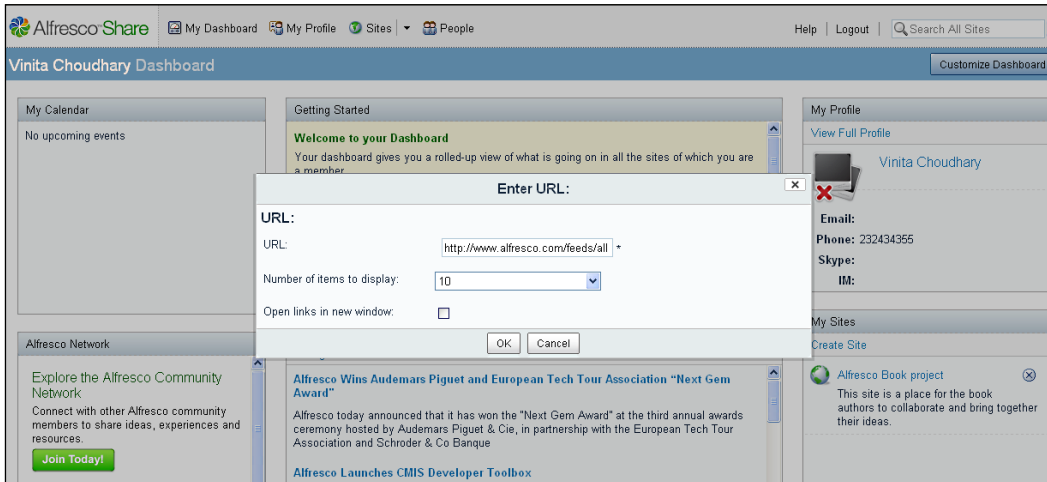 Alfresco Share My Dashboard My Profile Sites People Help | Logout | Search All Sites
Vinita Choudhary Dashboard
Customize Dashboard
My Calendar
No upcoming events
Getting Started
Welcome to your Dashboard
Your dashboard gives you a rolled-up view of what is going on in all the sites of which you are
a member
My Profile
View Full Profile
Vinita Choudhary
Email:
Phone: 232434355
Skype:
IM:
Enter URL:
URL:
URL: http://www.alfresco.com/feeds/all *
Number of items to display: 10
Open links in new window:
OK Cancel
Alfresco Network
Explore the Alfresco Community
Network
Connect with other Alfresco community
members to share ideas, experiences and
resources.
Join Today!
Alfresco Wins Audemars Piguet and European Tech Tour Association “Next Gem
Award”
Alfresco today announced that it has won the "Next Gem Award" at the third annual awards
ceremony hosted by Audemars Piguet & Cie, in partnership with the European Tech Tour
Association and Schroder & Co Banque
Alfresco Launches CMIS Developer Toolbox
My Sites
Create Site
Alfresco Book project
This site is a place for the book
authors to collaborate and bring together
their ideas.